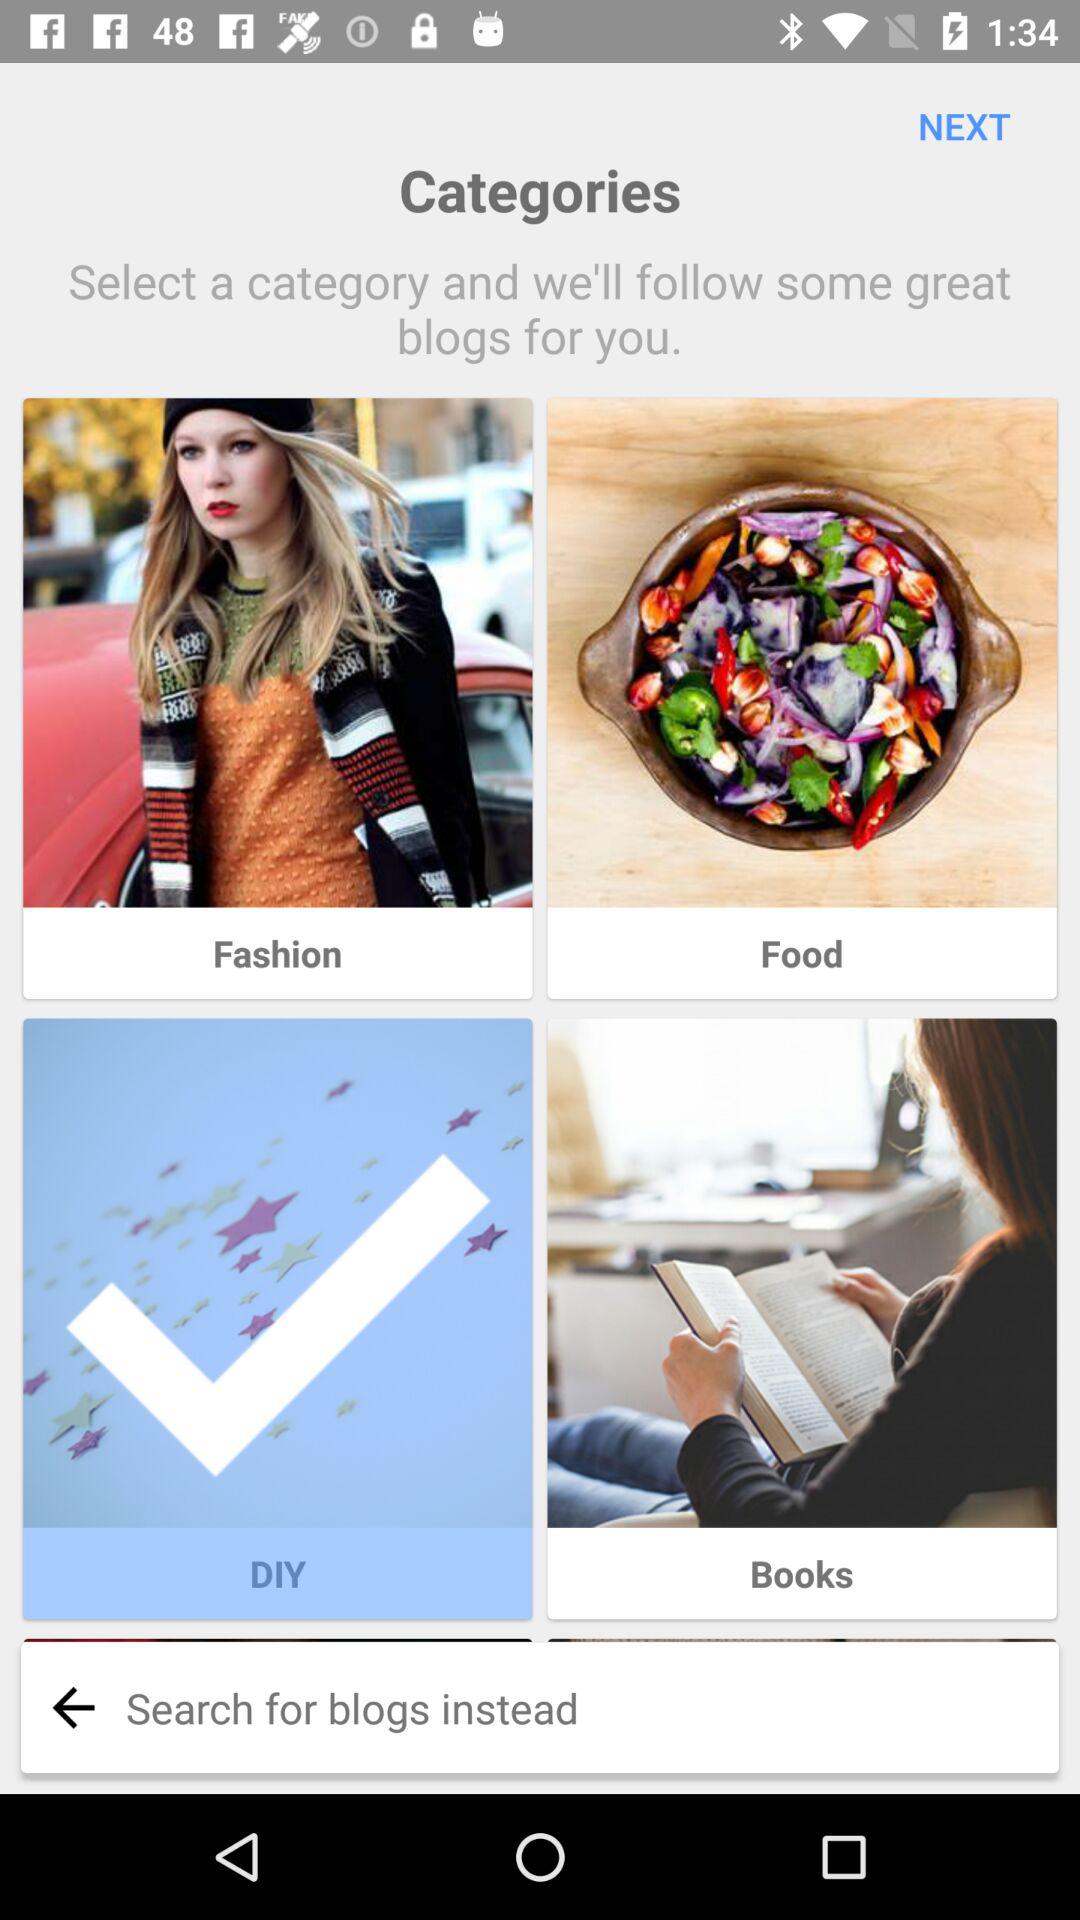 48
FAKE
1:34
NEXT
Categories
Select a category and we'll follow some great
blogs for you.
Fashion
Food
DIY
Books
Search for blogs instead